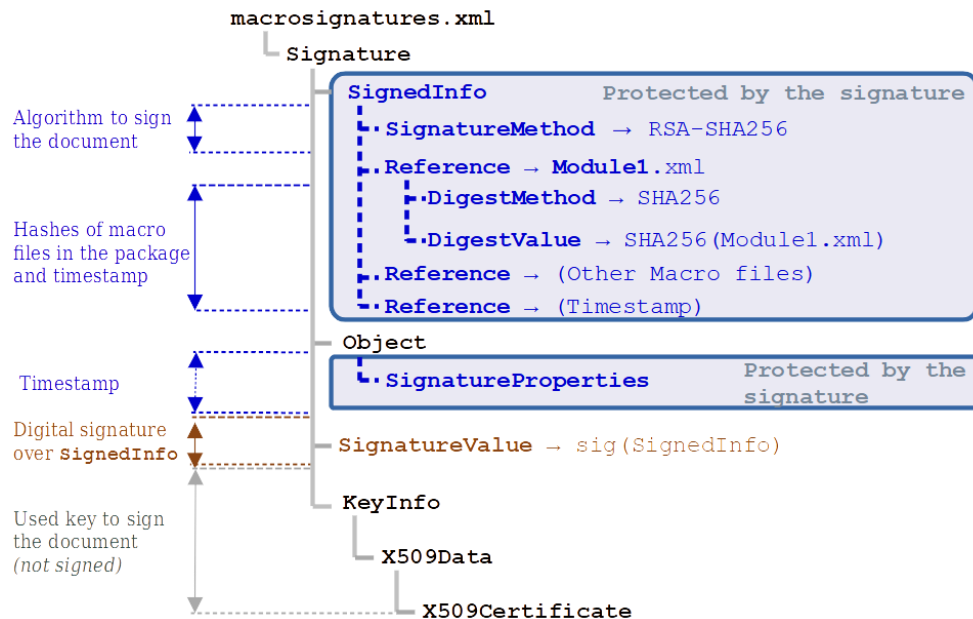 macrosignatures.xml
Signature
SignedInfo
Protected by the signature
Algorithm to sign
the document
SignatureMethod → RSA-SHA256
Reference → Module1.xml
DigestMethod → SHA256
Hashes of macro
files in the package
and timestamp
DigestValue → SHA256(Module1.xml)
Reference → (Other Macro files)
Reference → (Timestamp)
Object
Timestamp
SignatureProperties
Protected by the
signature
Digital signature
over SignedInfo
SignatureValue → sig(SignedInfo)
KeyInfo
Used key to sign
the document
(not signed)
X509Data
X509Certificate